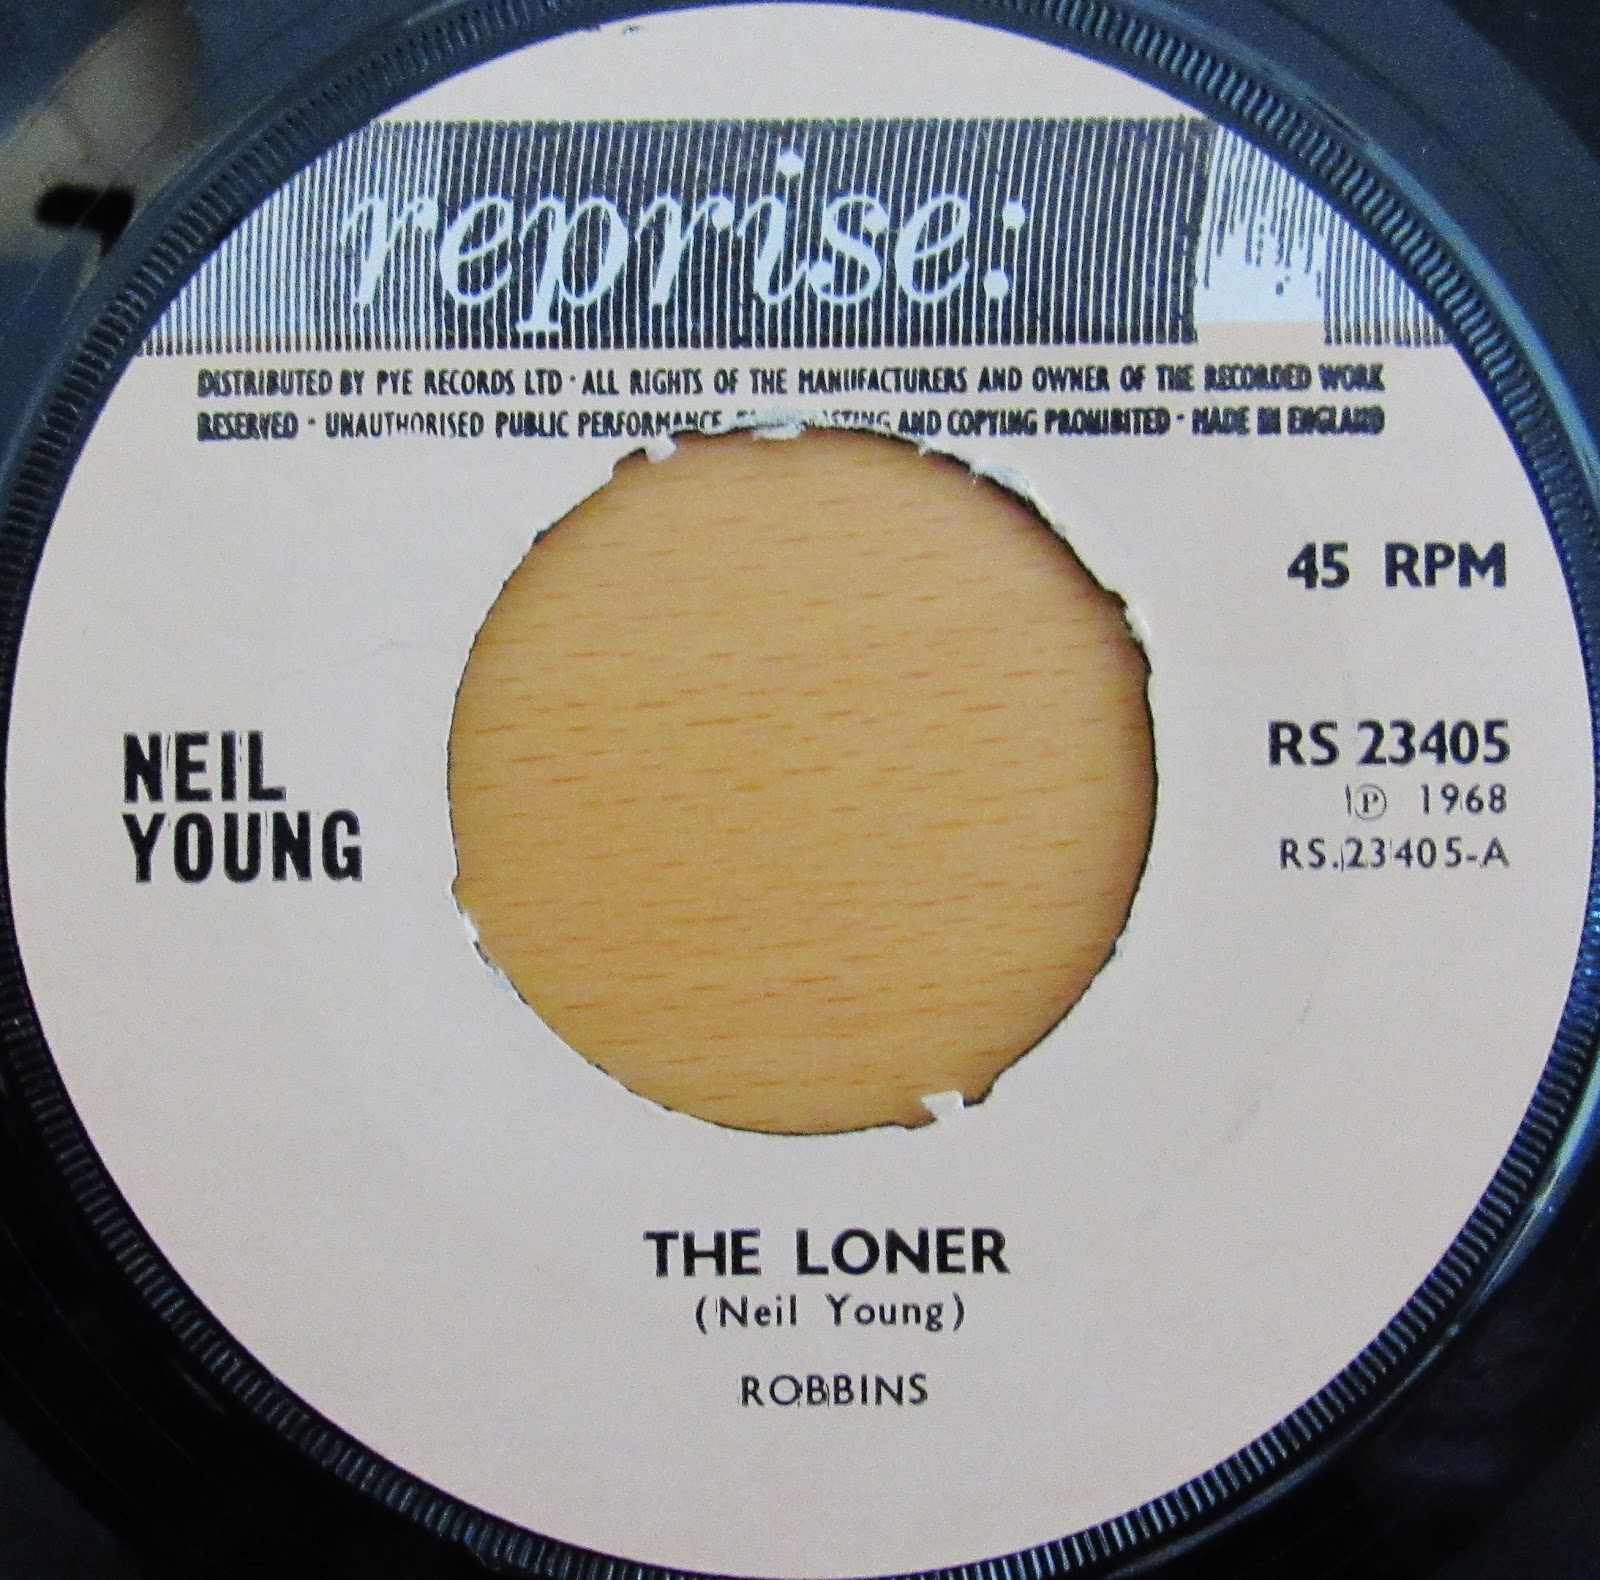 reprise:
DISTRIBUTED BY PYE RECORDS LTD · ALL RIGHTS OF THE MANUFACTURERS AND OWNER OF THE RECORDED WORK
RESERVED · UNAUTHORISED PUBLIC PERFORMANCE AND COPYING PROHIBITED · MADE IN ENGLAND
45 RPM
NEIL
YOUNG
RS 23405
Ⓟ 1968
RS.23405-A
THE LONER
(Neil Young)
ROBBINS